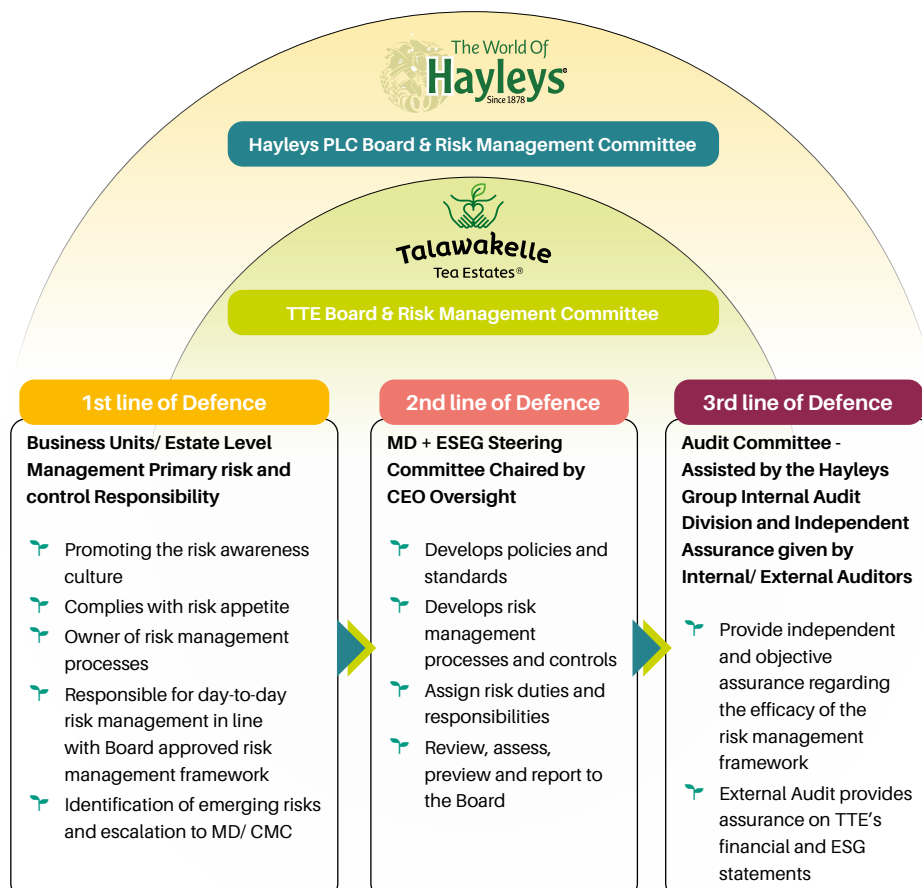 The World Of
Hayleys®
Since 1878
Hayleys PLC Board & Risk Management Committee
Talawakelle
Tea Estates®
TTE Board & Risk Management Committee
1st line of Defence
Business Units/ Estate Level
Management Primary risk and
control Responsibility
Promoting the risk awareness
culture
Complies with risk appetite
Owner of risk management
processes
Responsible for day-to-day
risk management in line
with Board approved risk
management framework
Identification of emerging risks
and escalation to MD/ CMC
2nd line of Defence
MD + ESEG Steering
Committee Chaired by
CEO Oversight
Develops policies and
standards
Develops risk
management
processes and controls
Assign risk duties and
responsibilities
Review, assess,
preview and report to
the Board
3rd line of Defence
Audit Committee -
Assisted by the Hayleys
Group Internal Audit
Division and Independent
Assurance given by
Internal/ External Auditors
Provide independent
and objective
assurance regarding
the efficacy of the
risk management
framework
External Audit provides
assurance on TTE's
financial and ESG
statements